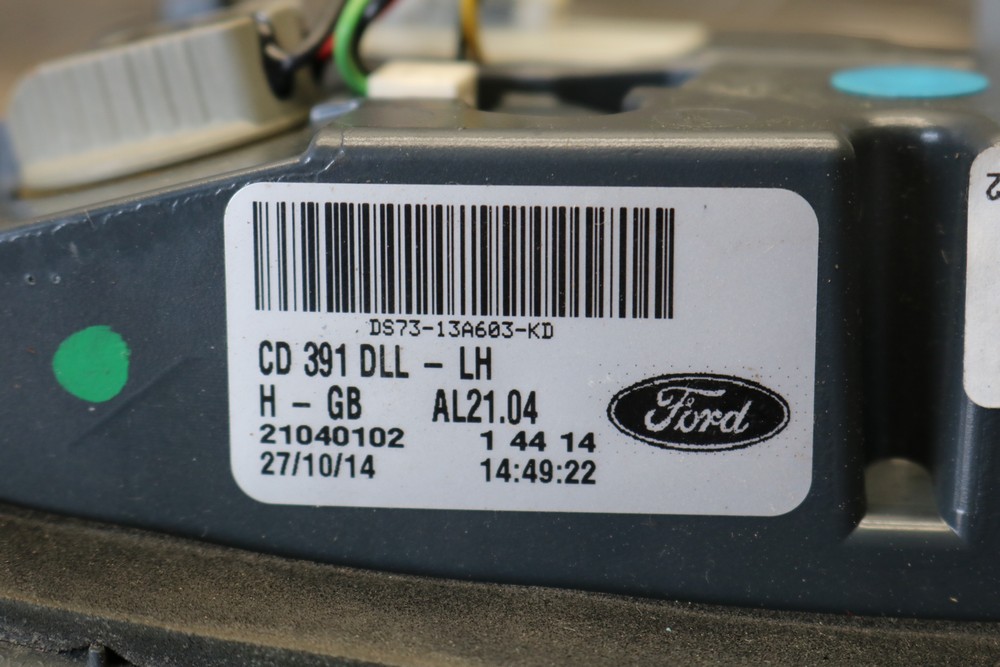 DS73-13A603-KD
CD 391 DLL - LH
H - GB AL21.04
21040102 1 44 14
27/10/14 14:49:22
Ford
2